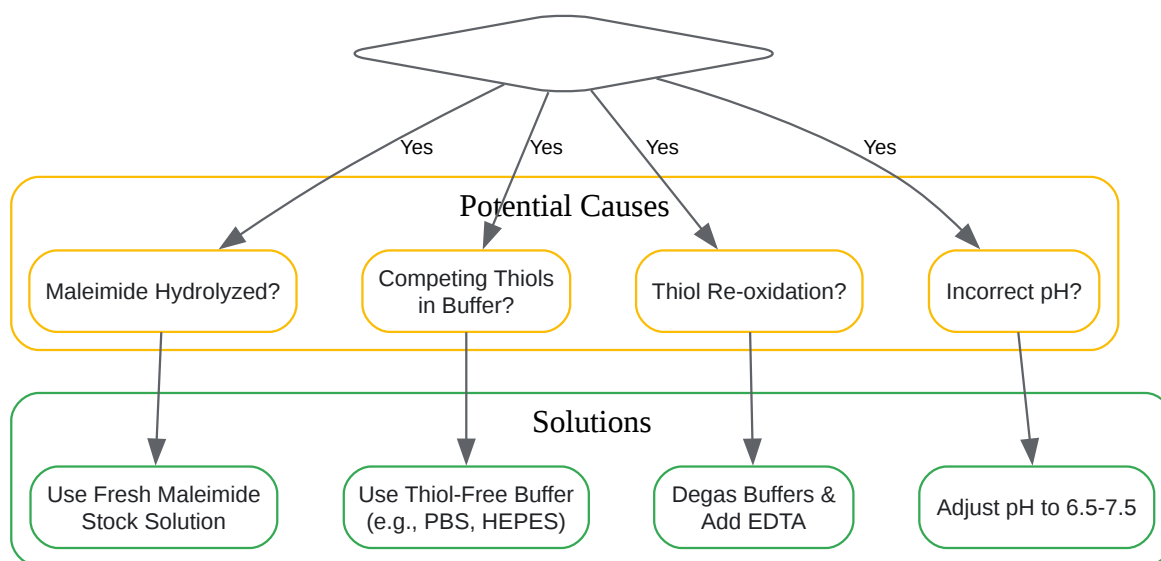 Yes
Yes
Yes
Yes
Potential Causes
Maleimide Hydrolyzed?
Competing Thiols
in Buffer?
Thiol Re-oxidation?
Incorrect pH?
Solutions
Use Fresh Maleimide
Stock Solution
Use Thiol-Free Buffer
(e.g., PBS, HEPES)
Degas Buffers &
Add EDTA
Adjust pH to 6.5-7.5